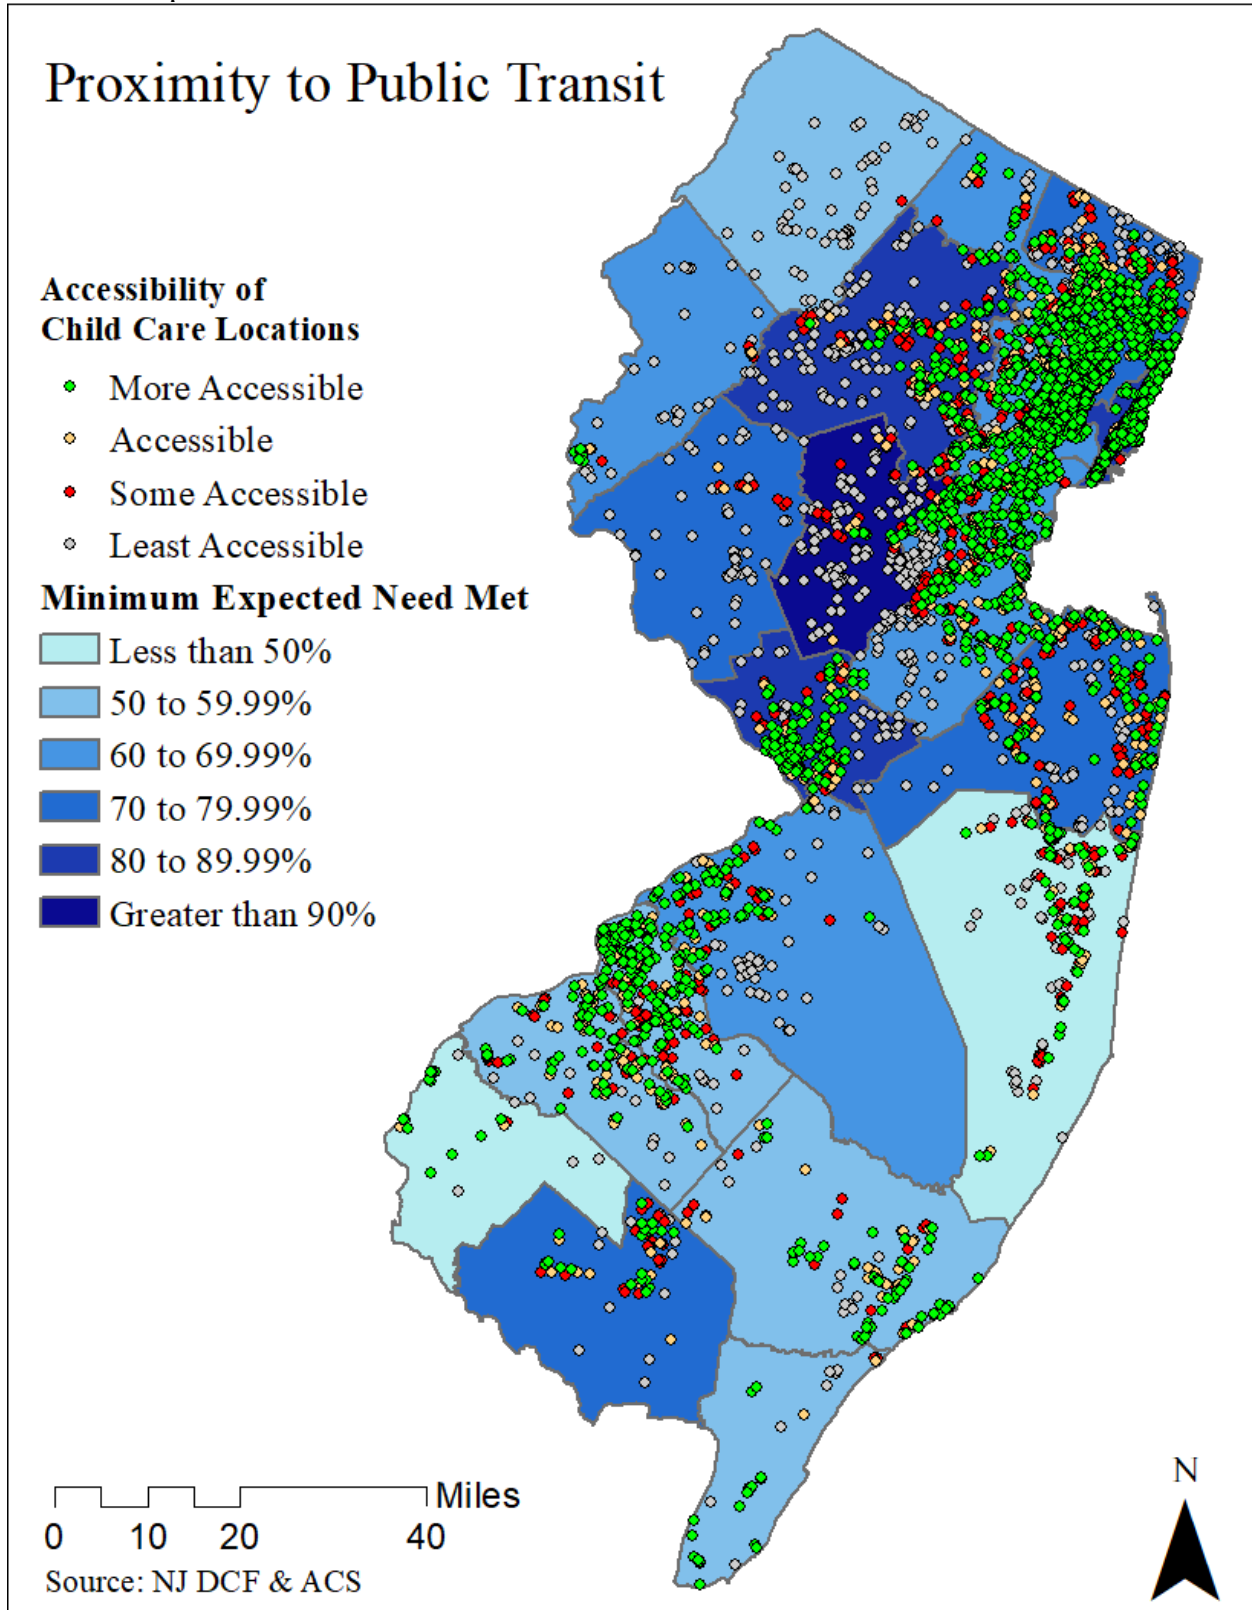 Proximity to Public Transit
Accessibility of
Child Care Locations
More Accessible
Accessible
Some Accessible
Least Accessible
Minimum Expected Need Met
Less than 50%
50 to 59.99%
60 to 69.99%
70 to 79.99%
80 to 89.99%
Greater than 90%
N
Miles
0 10 20 40
Source: NJ DCF & ACS